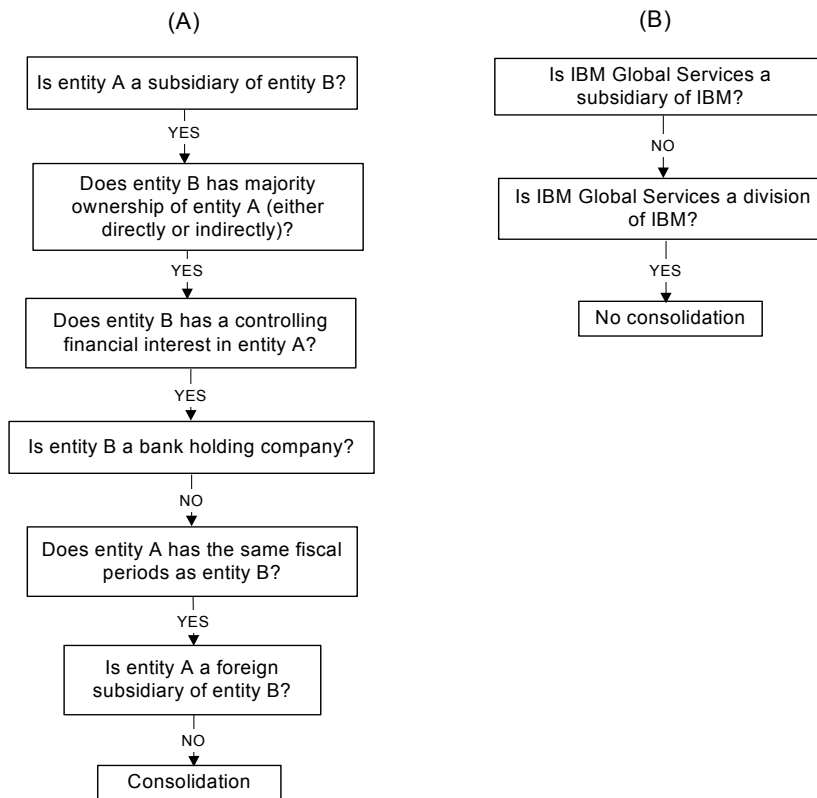 (A)
Is entity A a subsidiary of entity B?
YES
Does entity B has majority
ownership of entity A (either
directly or indirectly)?
YES
Does entity B has a controlling
financial interest in entity A?
YES
Is entity B a bank holding company?
NO
Does entity A has the same fiscal
periods as entity B?
YES
Is entity A a foreign
subsidiary of entity B?
NO
Consolidation
(B)
Is IBM Global Services a
subsidiary of IBM?
NO
Is IBM Global Services a division
of IBM?
YES
No consolidation